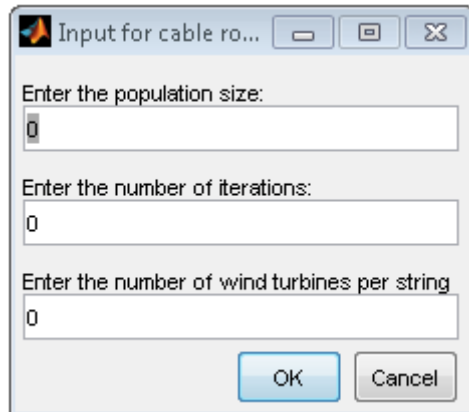 Input for cable ro...
Enter the population size:
0
Enter the number of iterations:
0
Enter the number of wind turbines per string
0
OK Cancel